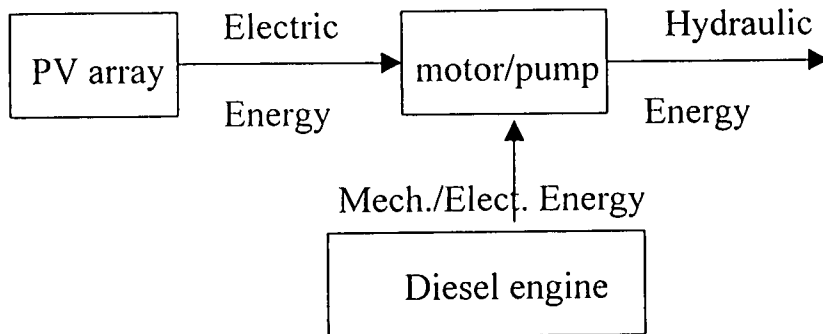 Electric
Hydraulic
PV array
motor/pump
Energy
Energy
Mech./Elect. Energy
Diesel engine